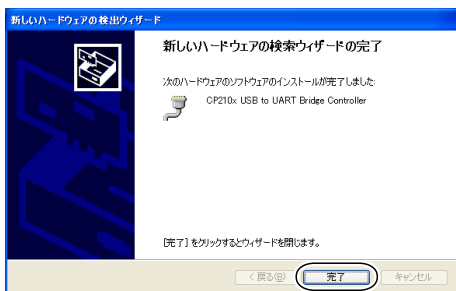 新しいハードウェアの検出ウィザード
新しいハードウェアの検索ウィザードの完了
次のハードウェアのソフトウェアのインストールが完了しました:
CP210x USB to UART Bridge Controller
[完了] をクリックするとウィザードを閉じます。
< 戻る(B)
完了
キャンセル